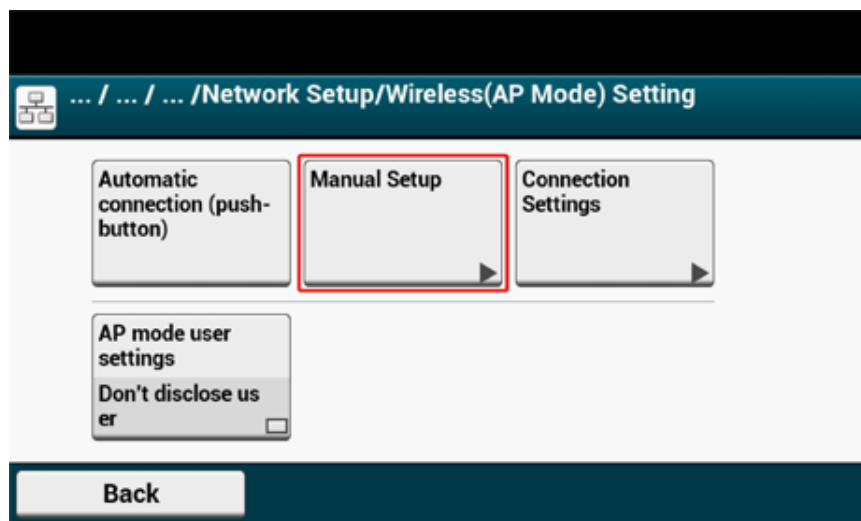 ... / ... / ... /Network Setup/Wireless(AP Mode) Setting
Automatic
connection (push-
button)
Manual Setup
Connection
Settings
AP mode user
settings
Don't disclose us
er
Back